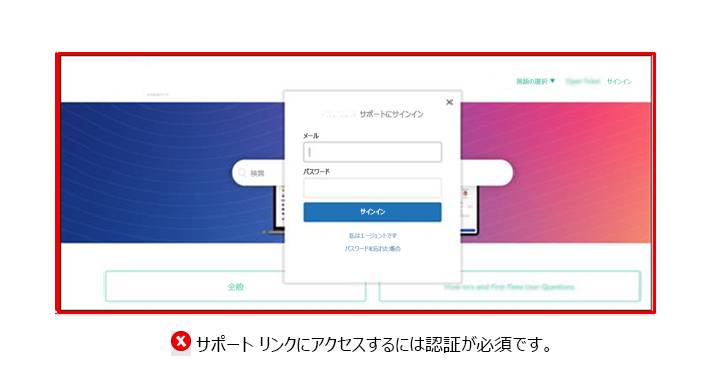 言語の選択 ▼
Open Ticket
サインイン
サポートにサインイン
メール
検索
パスワード
サインイン
私はエージェントです
パスワードを忘れた場合
全般
How to's and First-Time User Questions
サポート リンクにアクセスするには認証が必須です。